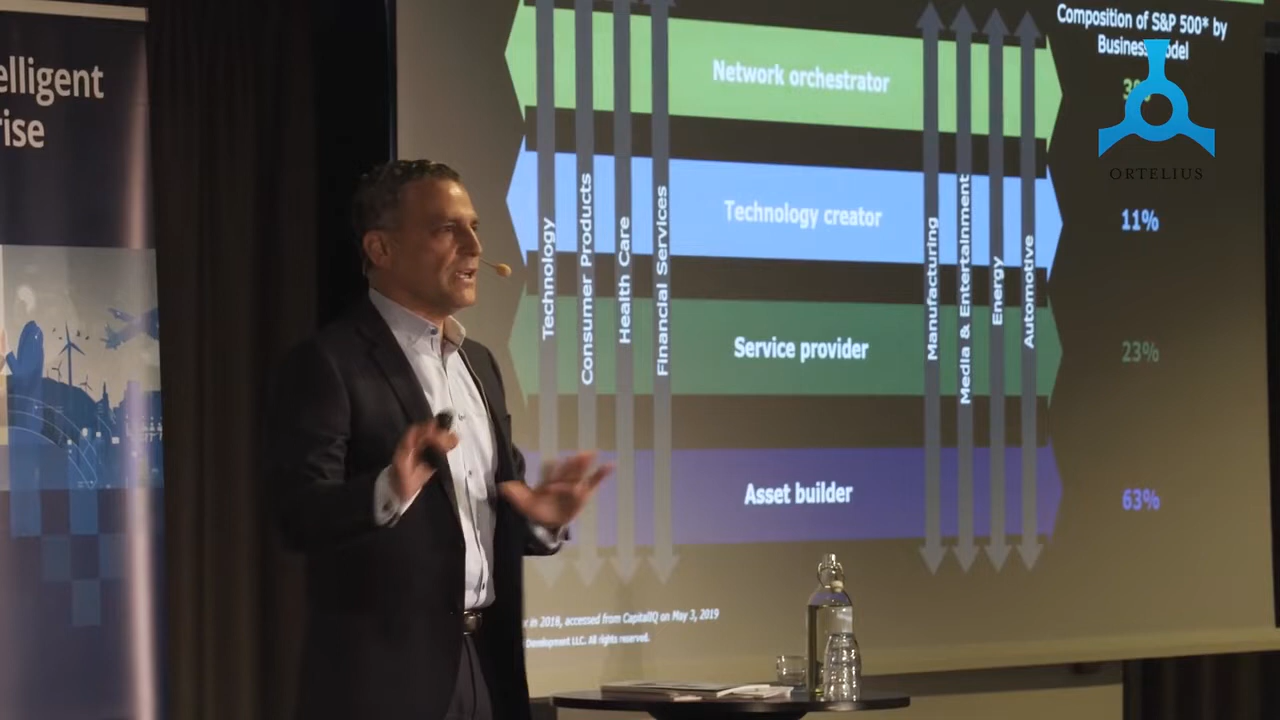 elligent
rise
Composition of S&P 500* by
Business Model
Network orchestrator
3%
ORTELIUS
Technology creator
11%
Service provider
23%
Asset builder
63%
Technology
Consumer Products
Health Care
Financial Services
Manufacturing
Media & Entertainment
Energy
Automotive
in 2018, accessed from CapitalIQ on May 3, 2019
Development LLC. All rights reserved.